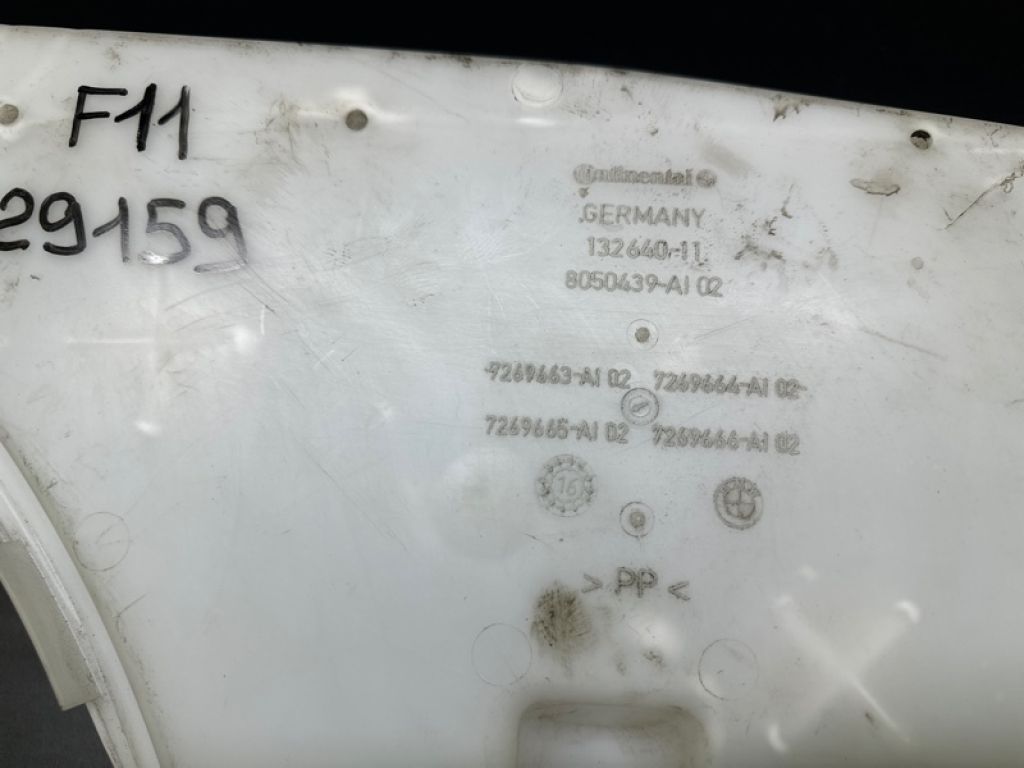 F11
29159
Continental
GERMANY
132640-11
8050439-AI 02
7269663-AI 02 7269664-AI 02
7269665-AI 02 7269666-AI 02
16
> PP <